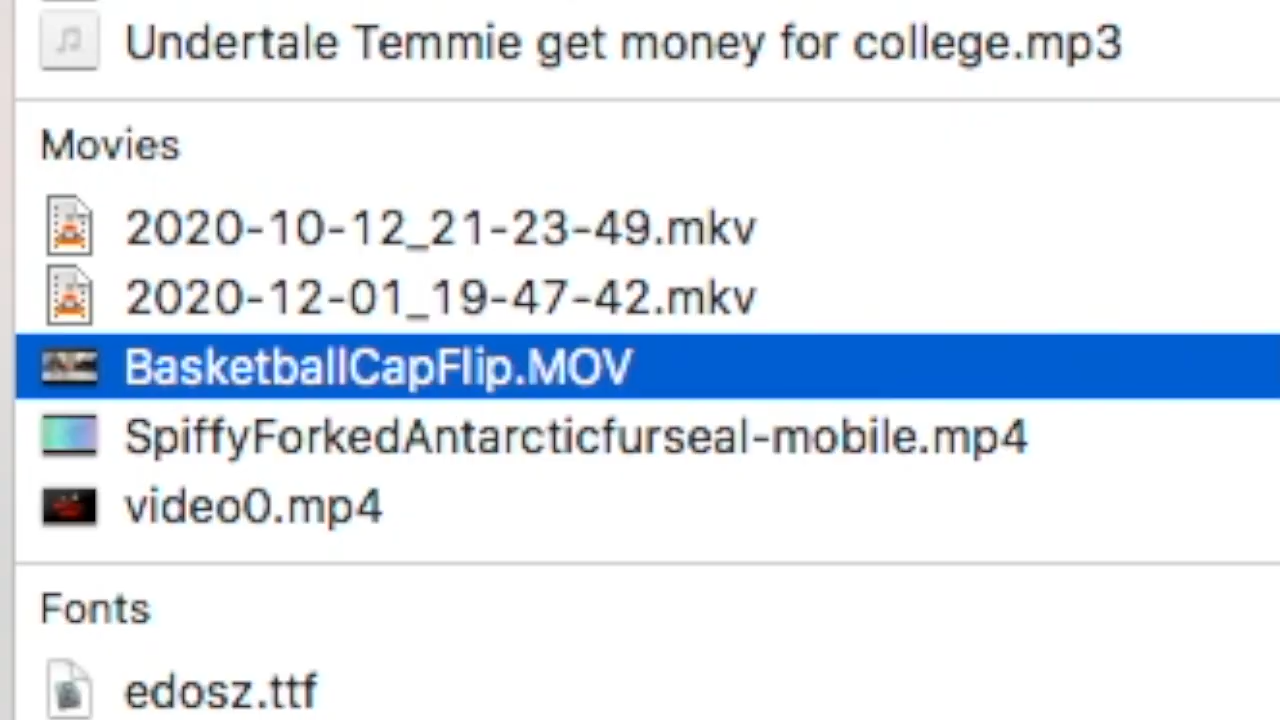 Undertale Temmie get money for college.mp3
Movies
2020-10-12_21-23-49.mkv
2020-12-01_19-47-42.mkv
BasketballCapFlip.MOV
SpiffyForkedAntarcticfurseal-mobile.mp4
video0.mp4
Fonts
edosz.ttf